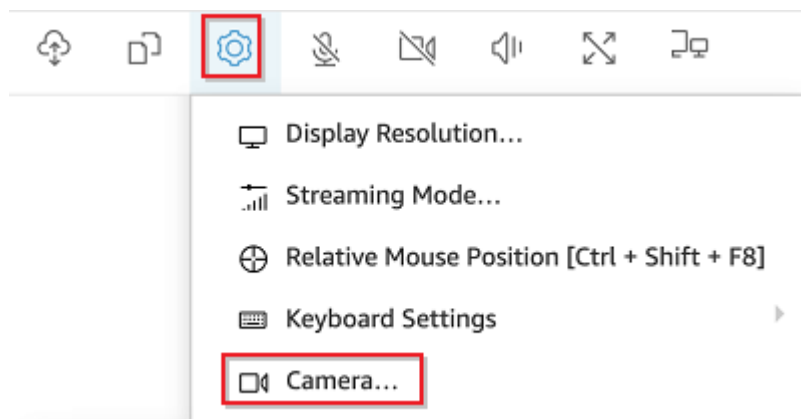 Display Resolution...
Streaming Mode...
Relative Mouse Position [Ctrl + Shift + F8]
Keyboard Settings
Camera...